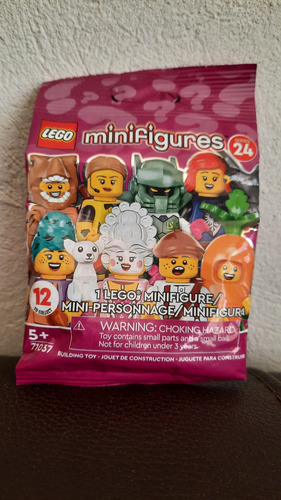 LEGO
minifigures
24
12
5+
71037
1 LEGO® MINIFIGURE/
MINI-PERSONNAGE/MINIFIGURA
WARNING: CHOKING HAZARD.
Toy contains small parts and a small ball.
Not for children under 3 years.
BUILDING TOY - JOUET DE CONSTRUCTION - JUGUETE PARA CONSTRUIR